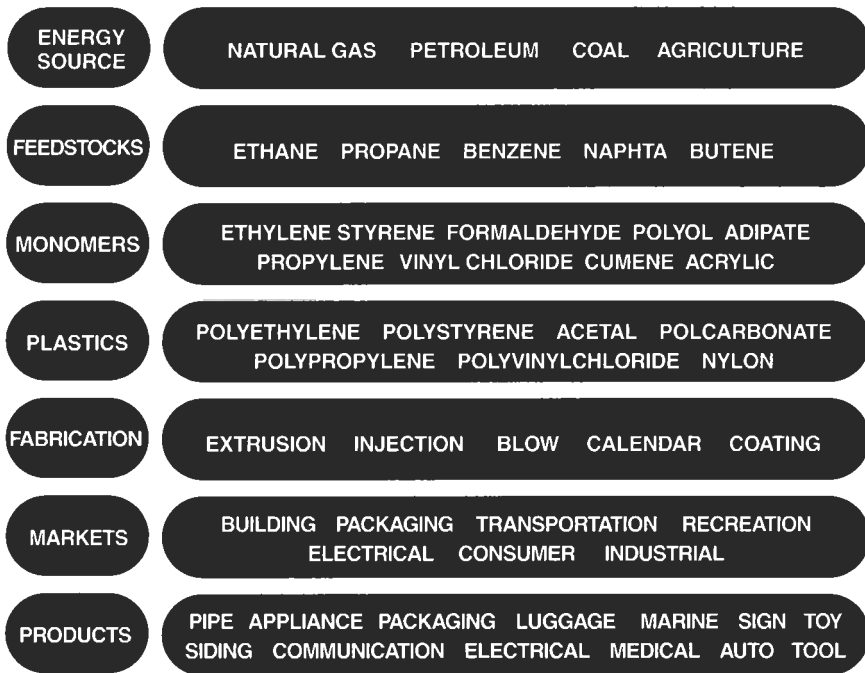 ENERGY
SOURCE
NATURAL GAS PETROLEUM COAL AGRICULTURE
FEEDSTOCKS
ETHANE PROPANE BENZENE NAPHTA BUTENE
MONOMERS
ETHYLENE STYRENE FORMALDEHYDE POLYOL ADIPATE
PROPYLENE VINYL CHLORIDE CUMENE ACRYLIC
PLASTICS
POLYETHYLENE POLYSTYRENE ACETAL POLCARBONATE
POLYPROPYLENE POLYVINYLCHLORIDE NYLON
FABRICATION
EXTRUSION INJECTION BLOW CALENDAR COATING
MARKETS
BUILDING PACKAGING TRANSPORTATION RECREATION
ELECTRICAL CONSUMER INDUSTRIAL
PRODUCTS
PIPE APPLIANCE PACKAGING LUGGAGE MARINE SIGN TOY
SIDING COMMUNICATION ELECTRICAL MEDICAL AUTO TOOL